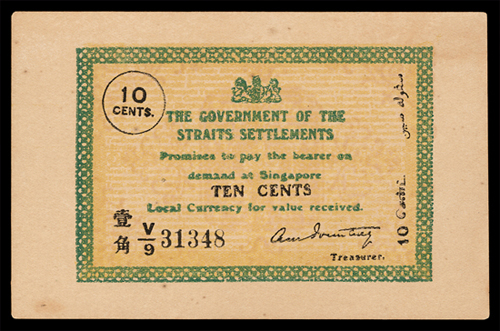 10
CENTS.
THE GOVERNMENT OF THE
STRAITS SETTLEMENTS
Promises to pay the bearer on
demand at Singapore
TEN CENTS
Local Currency for value received.
壹
角
V/9 31348
Treasurer.
10